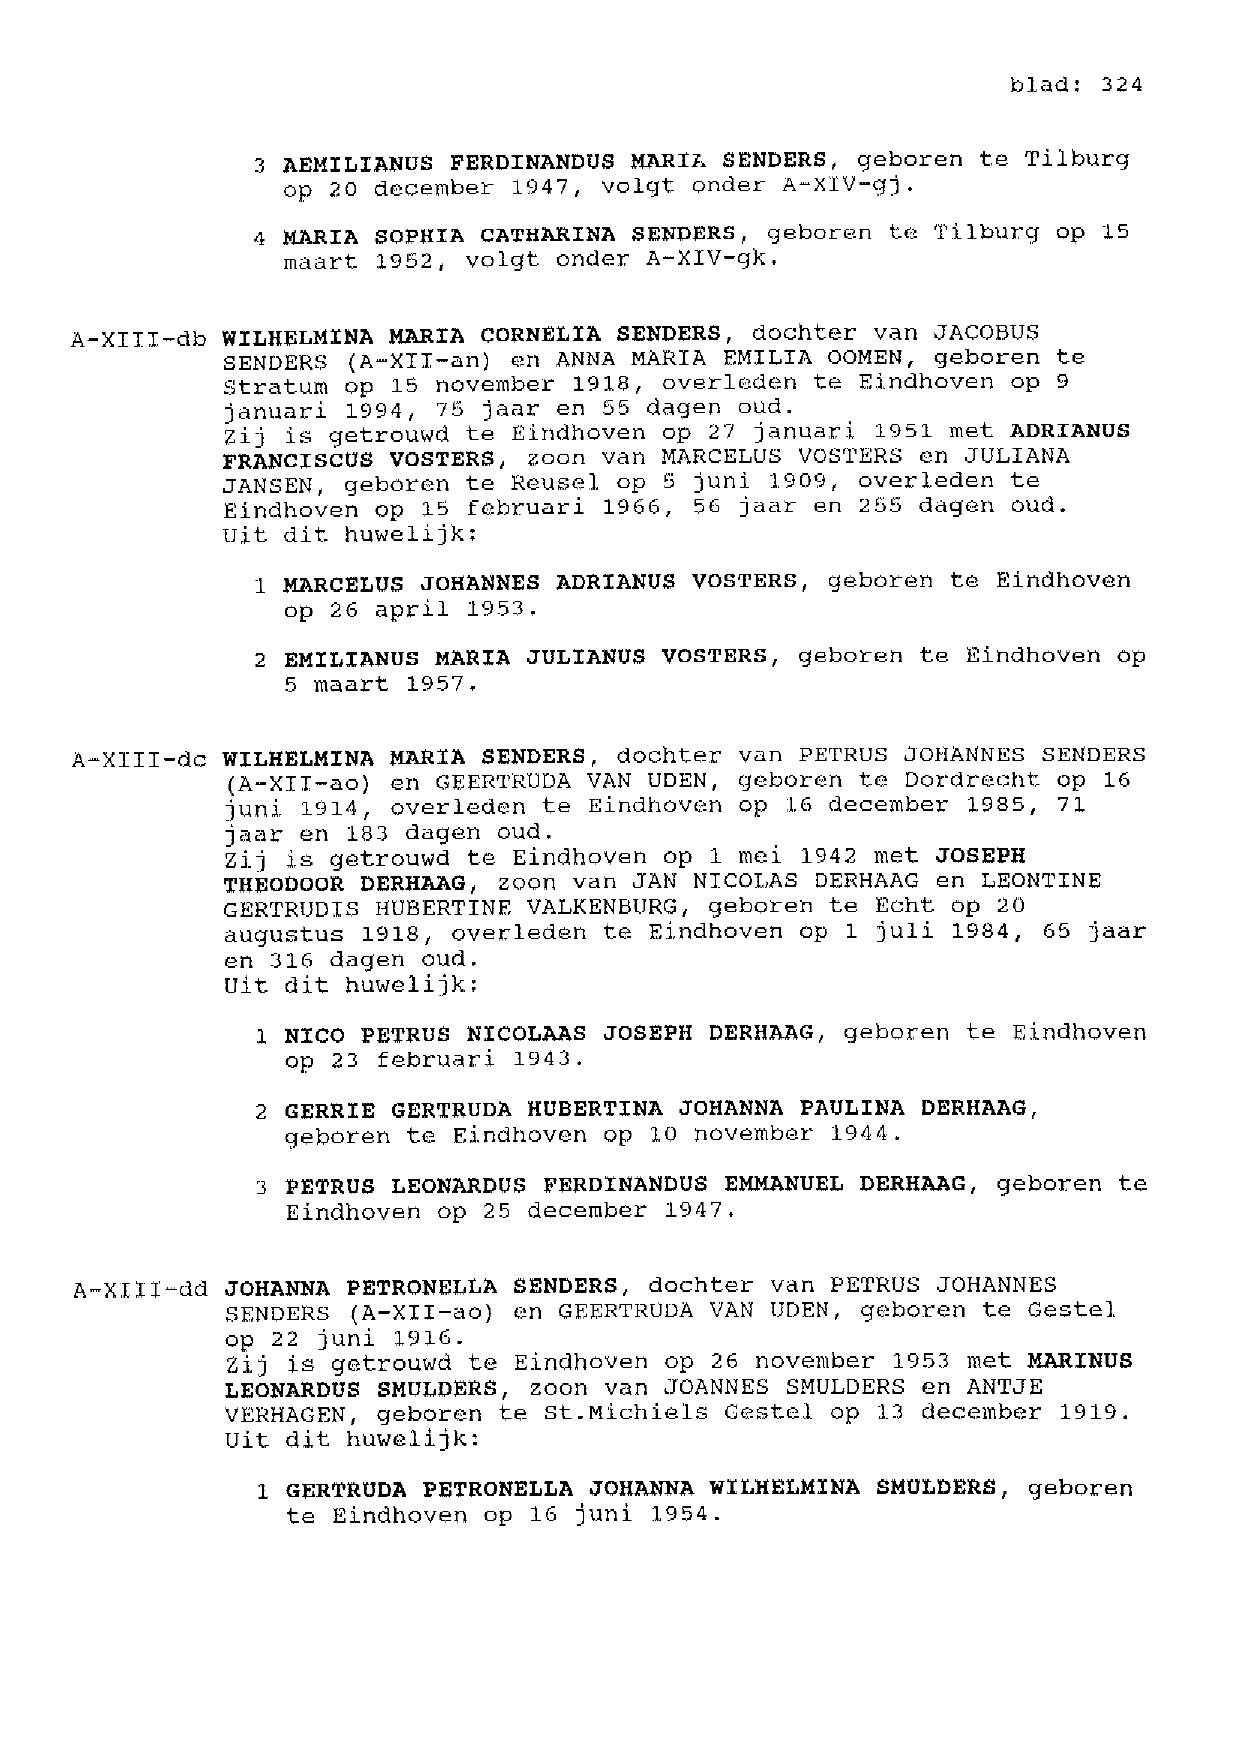 blad: 324
3 AEMILIANUS FERDINANDUS MARIA SENDERS, geboren te Tilburg
op 20 december 1947, volgt onder A-XIV-gj.
4 MARIA SOPHIA CATHARINA SENDERS, geboren te Tilburg op 15
maart 1952, volgt onder A-XIV-gk.
A-XIII-db WILHELMINA MARIA CORNELIA SENDERS, dochter van JACOBUS
SENDERS (A-XII-an) en ANNA MARIA EMILIA OOMEN, geboren te
Stratum op 15 november 1918, overleden te Eindhoven op 9
januari 1994, 75 jaar en 55 dagen oud.
Zij is getrouwd te Eindhoven op 27 januari 1951 met ADRIANUS
FRANCISCUS VOSTERS, zoon van MARCELUS VOSTERS en JULIANA
JANSEN, geboren te Reusel op 5 juni 1909, overleden te
Eindhoven op 15 februari 1966, 56 jaar en 255 dagen oud.
Uit dit huwelijk:
1 MARCELUS JOHANNES ADRIANUS VOSTERS, geboren te Eindhoven
op 26 april 1953.
2 EMILIANUS MARIA JULIANUS VOSTERS, geboren te Eindhoven op
5 maart 1957.
A-XIII-dc WILHELMINA MARIA SENDERS, dochter van PETRUS JOHANNES SENDERS
(A-XII-ao) en GEERTRUDA VAN UDEN, geboren te Dordrecht op 16
juni 1914, overleden te Eindhoven op 16 december 1985, 71
jaar en 183 dagen oud.
Zij is getrouwd te Eindhoven op 1 mei 1942 met JOSEPH
THEODOOR DERHAAG, zoon van JAN NICOLAS DERHAAG en LEONTINE
GERTRUDIS HUBERTINE VALKENBURG, geboren te Echt op 20
augustus 1918, overleden te Eindhoven op 1 juli 1984, 65 jaar
en 316 dagen oud.
Uit dit huwelijk:
1 NICO PETRUS NICOLAAS JOSEPH DERHAAG, geboren te Eindhoven
op 23 februari 1943.
2 GERRIE GERTRUDA HUBERTINA JOHANNA PAULINA DERHAAG,
geboren te Eindhoven op 10 november 1944.
3 PETRUS LEONARDUS FERDINANDUS EMMANUEL DERHAAG, geboren te
Eindhoven op 25 december 1947.
A-XIII-dd JOHANNA PETRONELLA SENDERS, dochter van PETRUS JOHANNES
SENDERS (A-XII-ao) en GEERTRUDA VAN UDEN, geboren te Gestel
op 22 juni 1916.
Zij is getrouwd te Eindhoven op 26 november 1953 met MARINUS
LEONARDUS SMULDERS, zoon van JOANNES SMULDERS en ANTJE
VERHAGEN, geboren te St.Michiels Gestel op 13 december 1919.
Uit dit huwelijk:
1 GERTRUDA PETRONELLA JOHANNA WILHELMINA SMULDERS, geboren
te Eindhoven op 16 juni 1954.